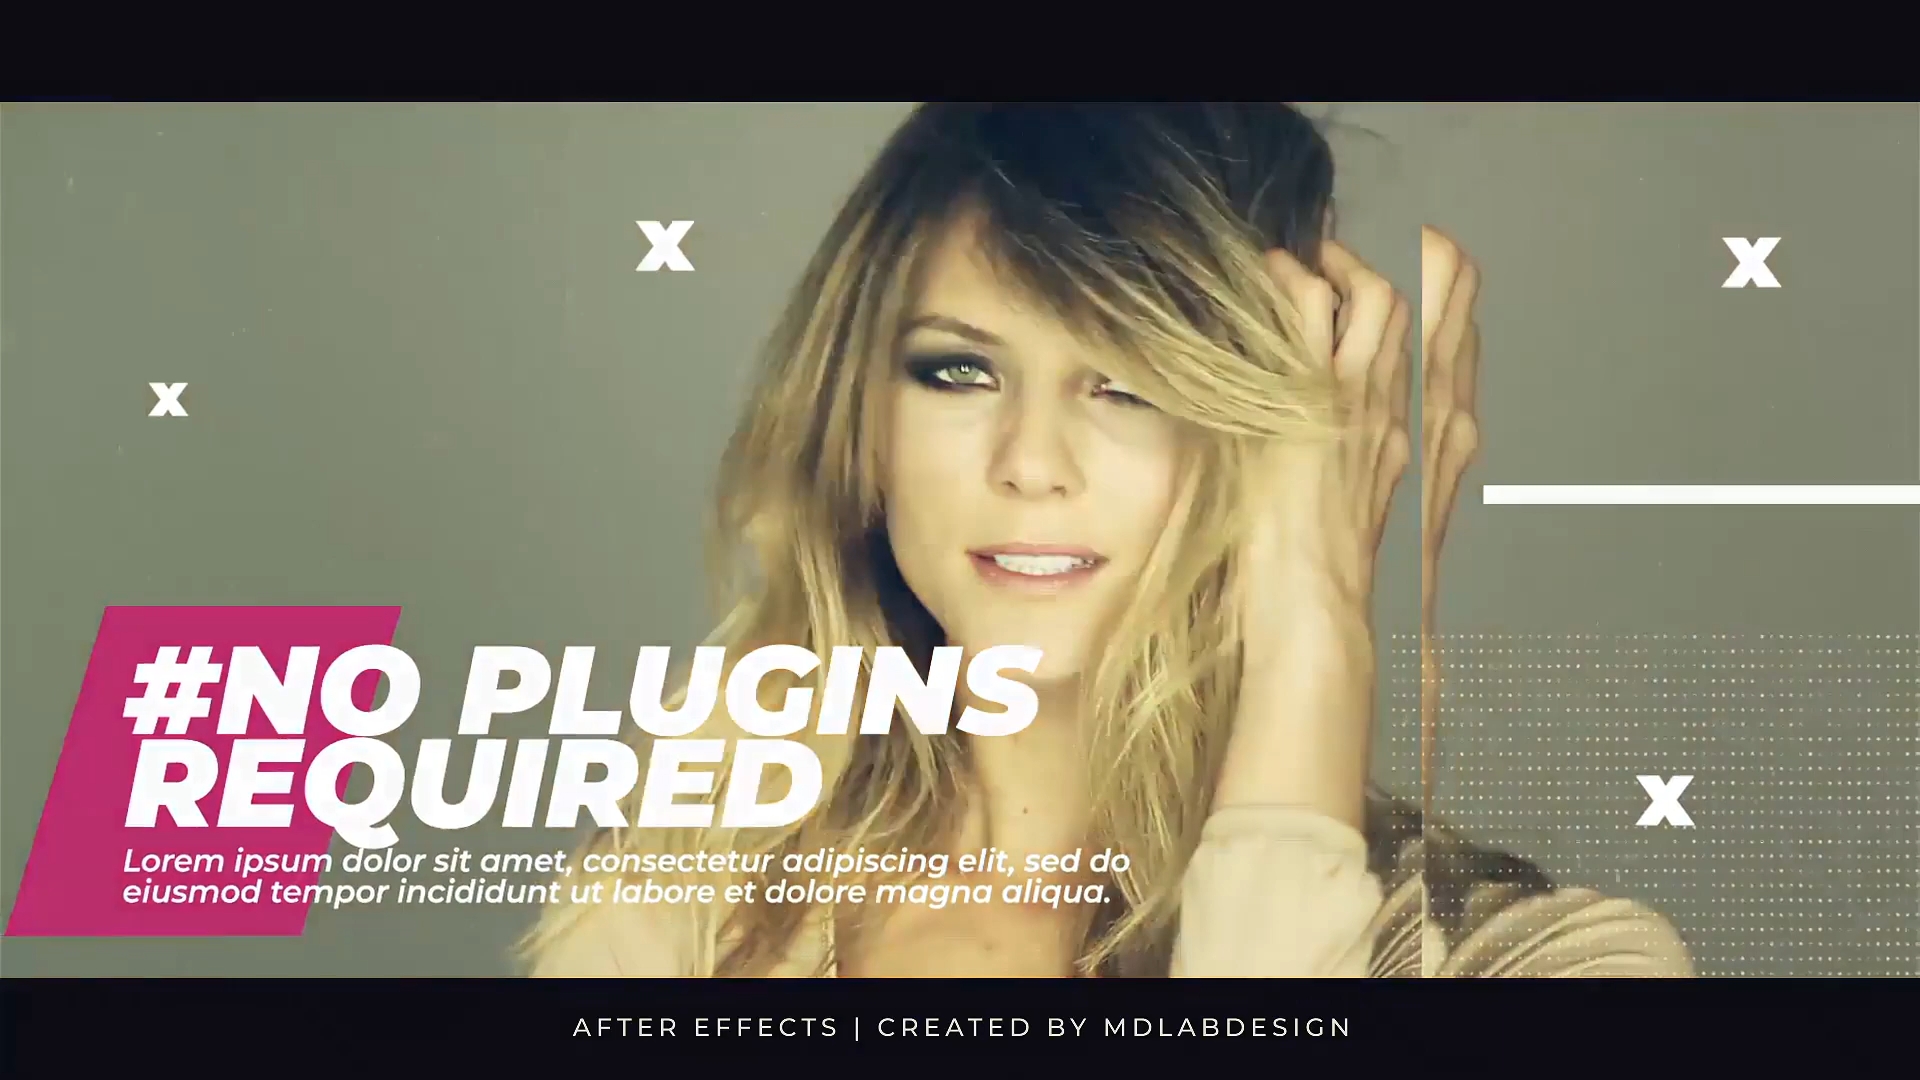 #NO PLUGINS
REQUIRED
Lorem ipsum dolor sit amet, consectetur adipiscing elit, sed do
eiusmod tempor incididunt ut labore et dolore magna aliqua.
AFTER EFFECTS | CREATED BY MDLABDESIGN